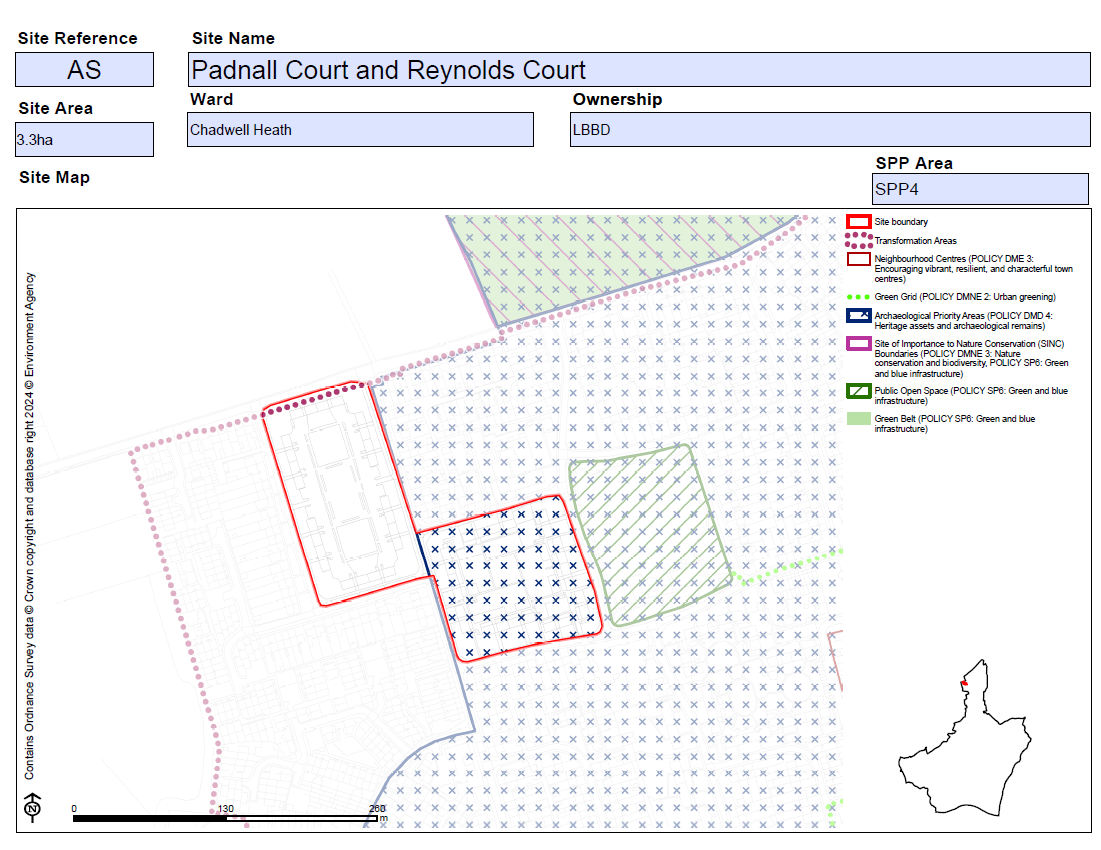 Site Reference
Site Name
AS
Padnall Court and Reynolds Court
Site Area
Ward
Ownership
3.3ha
Chadwell Heath
LBBD
Site Map
SPP Area
SPP4
Site boundary
Transformation Areas
Neighbourhood Centres (POLICY DME 3:
Encouraging vibrant, resilient, and characterful town
centres)
Green Grid (POLICY DMNE 2: Urban greening)
Archaeological Priority Areas (POLICY DMD 4:
Heritage assets and archaeological remains)
Site of Importance to Nature Conservation (SINC)
Boundaries (POLICY DMNE 3: Nature
conservation and biodiversity, POLICY SP6: Green
and blue infrastructure)
Public Open Space (POLICY SP6: Green and blue
infrastructure)
Green Belt (POLICY SP6: Green and blue
infrastructure)
Contains Ordnance Survey data © Crown copyright and database right 2024 © Environment Agency
N
0
130
260
m